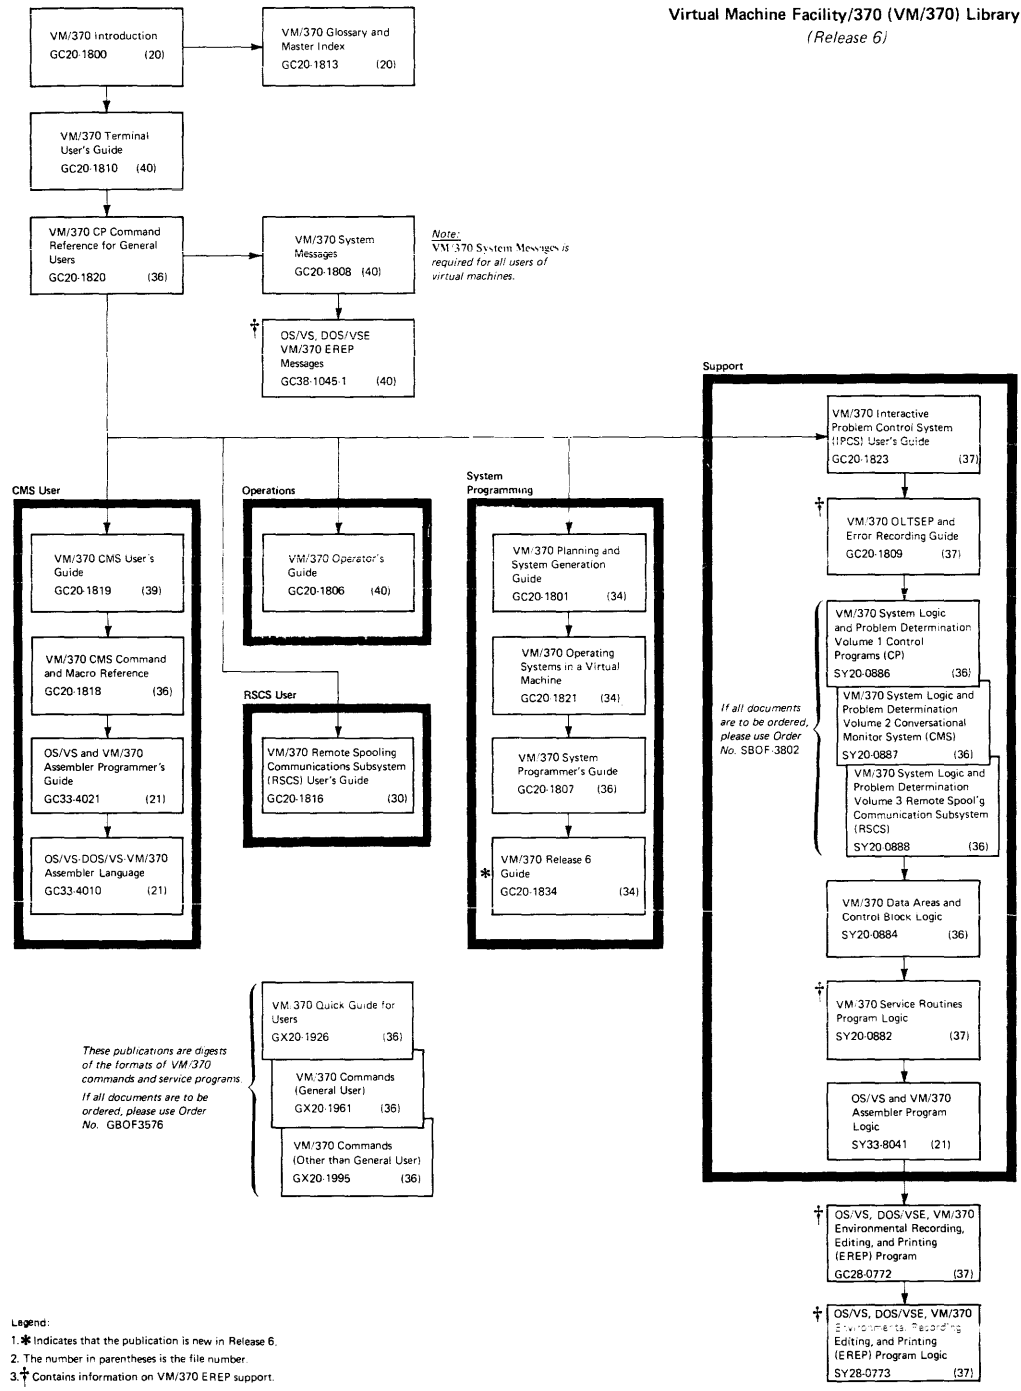 Virtual Machine Facility/370 (VM/370) Library
(Release 6)
VM/370 Introduction
GC20-1800 (20)
VM/370 Glossary and
Master Index
GC20-1813 (20)
VM/370 Terminal
User's Guide
GC20-1810 (40)
VM/370 CP Command
Reference for General
Users
GC20-1820 (36)
VM/370 System
Messages
GC20-1808 (40)
Note:
VM/370 System Messages is
required for all users of
virtual machines.
†
OS/VS, DOS/VSE
VM/370 EREP
Messages
GC38-1045-1 (40)
CMS User
VM/370 CMS User's
Guide
GC20-1819 (39)
VM/370 CMS Command
and Macro Reference
GC20-1818 (36)
OS/VS and VM/370
Assembler Programmer's
Guide
GC33-4021 (21)
OS/VS-DOS/VS-VM/370
Assembler Language
GC33-4010 (21)
Operations
VM/370 Operator's
Guide
GC20-1806 (40)
RSCS User
VM/370 Remote Spooling
Communications Subsystem
(RSCS) User's Guide
GC20-1816 (30)
System
Programming
VM/370 Planning and
System Generation
Guide
GC20-1801 (34)
VM/370 Operating
Systems in a Virtual
Machine
GC20-1821 (34)
VM/370 System
Programmer's Guide
GC20-1807 (36)
*
VM/370 Release 6
Guide
GC20-1834 (34)
Support
VM/370 Interactive
Problem Control System
(IPCS) User's Guide
GC20-1823 (37)
†
VM/370 OLTSEP and
Error Recording Guide
GC20-1809 (37)
If all documents
are to be ordered,
please use Order
No. SBOF-3802
VM/370 System Logic
and Problem Determination
Volume 1 Control
Programs (CP)
SY20-0886 (36)
VM/370 System Logic and
Problem Determination
Volume 2 Conversational
Monitor System (CMS)
SY20-0887 (36)
VM/370 System Logic and
Problem Determination
Volume 3 Remote Spool'g
Communication Subsystem
(RSCS)
SY20-0888 (36)
VM/370 Data Areas and
Control Block Logic
SY20-0884 (36)
†
VM/370 Service Routines
Program Logic
SY20-0882 (37)
OS/VS and VM/370
Assembler Program
Logic
SY33-8041 (21)
†
OS/VS, DOS/VSE, VM/370
Environmental Recording,
Editing, and Printing
(EREP) Program
GC28-0772 (37)
†
OS/VS, DOS/VSE, VM/370
Environmental Recording
Editing, and Printing
(EREP) Program Logic
SY28-0773 (37)
These publications are digests
of the formats of VM/370
commands and service programs.
If all documents are to be
ordered, please use Order
No. GBOF3576
VM/370 Quick Guide for
Users
GX20-1926 (36)
VM/370 Commands
(General User)
GX20-1961 (36)
VM/370 Commands
(Other than General User)
GX20-1995 (36)
Legend:
1. * Indicates that the publication is new in Release 6.
2. The number in parentheses is the file number.
3. † Contains information on VM/370 EREP support.